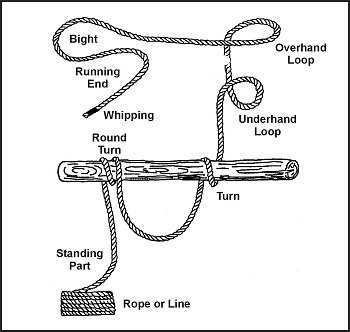 Bight
Overhand
Loop
Running
End
Whipping
Underhand
Loop
Round
Turn
Turn
Standing
Part
Rope or Line